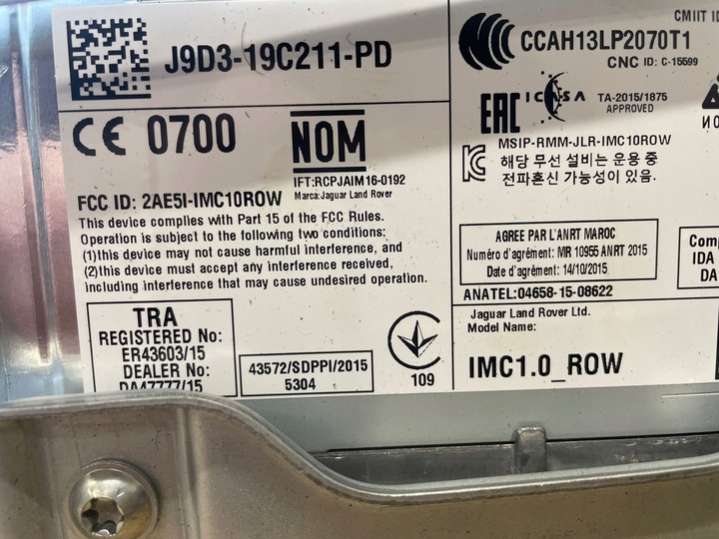 J9D3-19C211-PD
CE 0700
NOM
IFT:RCPJAIM16-0192
Marca:Jaguar Land Rover
FCC ID: 2AE5I-IMC10ROW
This device complies with Part 15 of the FCC Rules.
Operation is subject to the following two conditions:
(1)this device may not cause harmful interference, and
(2)this device must accept any interference received,
including interference that may cause undesired operation.
TRA
REGISTERED No:
ER43603/15
DEALER No:
DA47777/15
43572/SDPPI/2015
5304
109
CMIIT ID
CCAH13LP2070T1
CNC ID: C-15599
EAC
ICASA
TA-2015/1875
APPROVED
MSIP-RMM-JLR-IMC10ROW
해당 무선 설비는 운용 중
전파혼신 가능성이 있음.
AGREE PAR L'ANRT MAROC
Numéro d'agrément: MR 10955 ANRT 2015
Date d'agrément: 14/10/2015
ANATEL:04658-15-08622
Jaguar Land Rover Ltd.
Model Name:
IMC1.0_ROW
Comp
IDA
DA